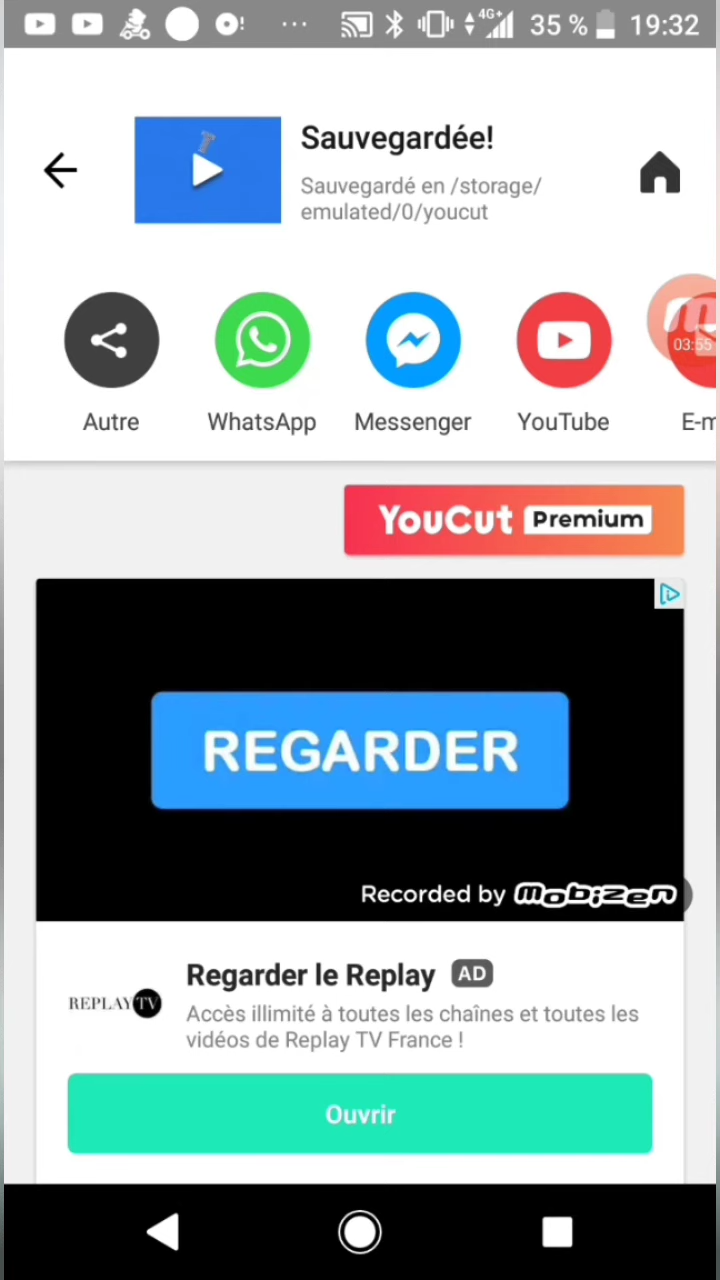 4G+ 35 % 19:32
Sauvegardée!
Sauvegardé en /storage/
emulated/0/youcut
03:55
Autre
WhatsApp
Messenger
YouTube
E-m
YouCut Premium
REGARDER
Recorded by mobizen
Regarder le Replay AD
REPLAY TV
Accès illimité à toutes les chaînes et toutes les
vidéos de Replay TV France !
Ouvrir